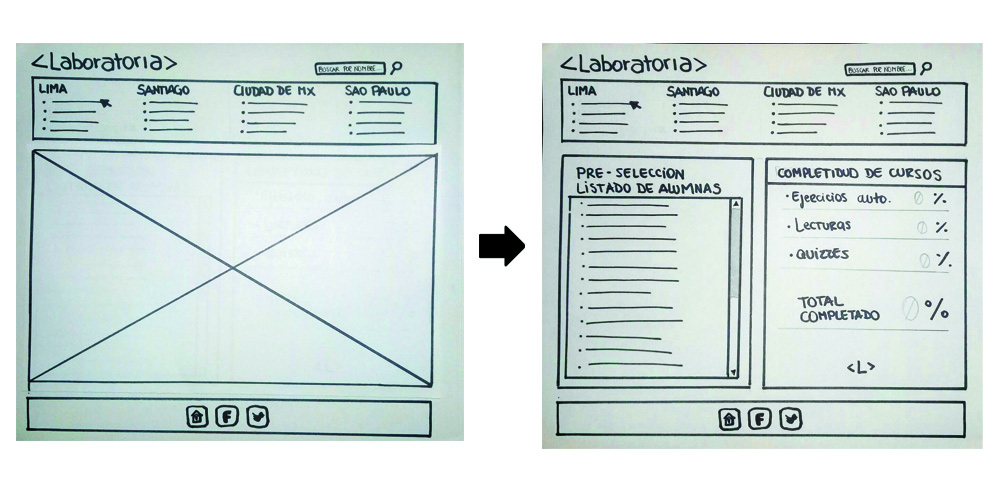 <Laboratoria>
BUSCAR POR NOMBRE...
LIMA
SANTIAGO
CIUDAD DE MX
SAO PAULO
<Laboratoria>
BUSCAR POR NOMBRE...
LIMA
SANTIAGO
CIUDAD DE MX
SAO PAULO
PRE-SELECCION
LISTADO DE ALUMNAS
COMPLETIDUD DE CURSOS
• Ejercicios auto. 0 %
• LECTURAS 0 %
• QUIZZES 0 %
TOTAL
COMPLETADO 0 %
<L>